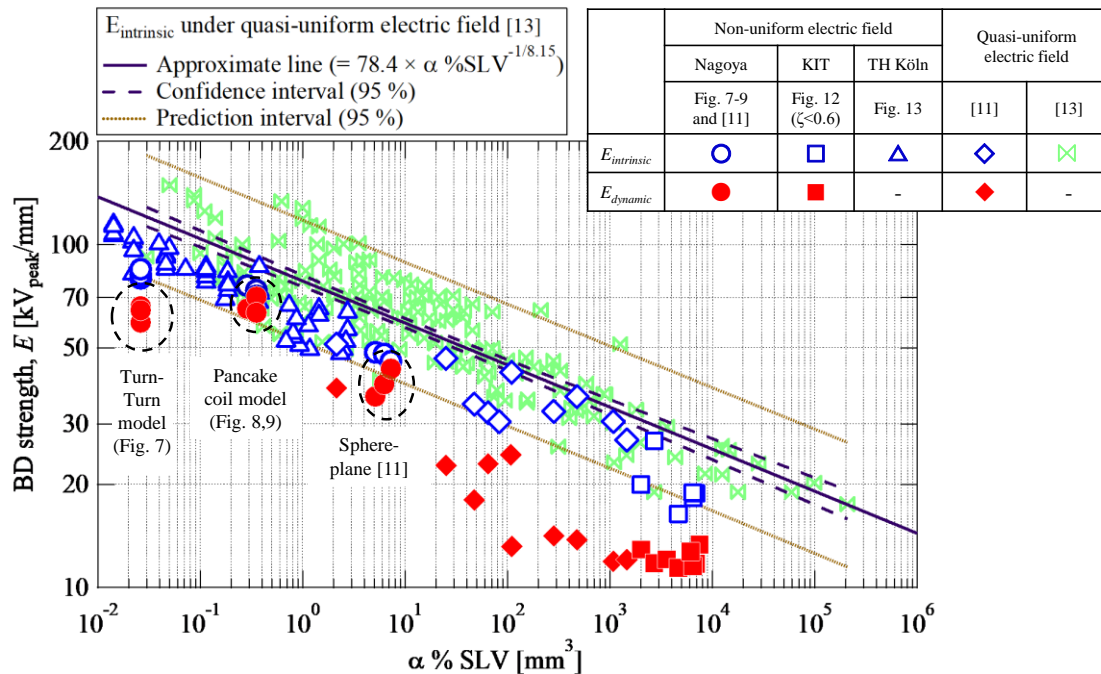 E_intrinsic under quasi-uniform electric field [13]
Approximate line (= 78.4 × α %SLV^-1/8.15)
Confidence interval (95 %)
Prediction interval (95 %)
Non-uniform electric field
Quasi-uniform
electric field
Nagoya
KIT
TH Köln
Fig. 7-9
and [11]
Fig. 12
(ζ<0.6)
Fig. 13
[11]
[13]
E_intrinsic
E_dynamic
-
-
BD strength, E [kV_peak/mm]
200
100
70
50
30
20
10
Turn-
Turn
model
(Fig. 7)
Pancake
coil model
(Fig. 8,9)
Sphere-
plane [11]
10^-2
10^-1
10^0
10^1
10^2
10^3
10^4
10^5
10^6
α % SLV [mm^3]